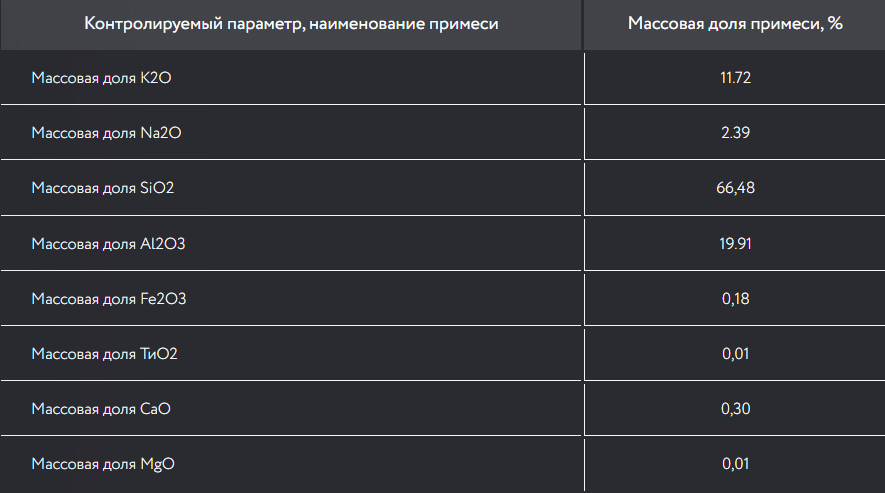 Контролируемый параметр, наименование примеси Массовая доля примеси, %
Массовая доля K2O 11.72
Массовая доля Na2O 2.39
Массовая доля SiO2 66,48
Массовая доля Al2O3 19.91
Массовая доля Fe2O3 0,18
Массовая доля ТиО2 0,01
Массовая доля CaO 0,30
Массовая доля MgO 0,01